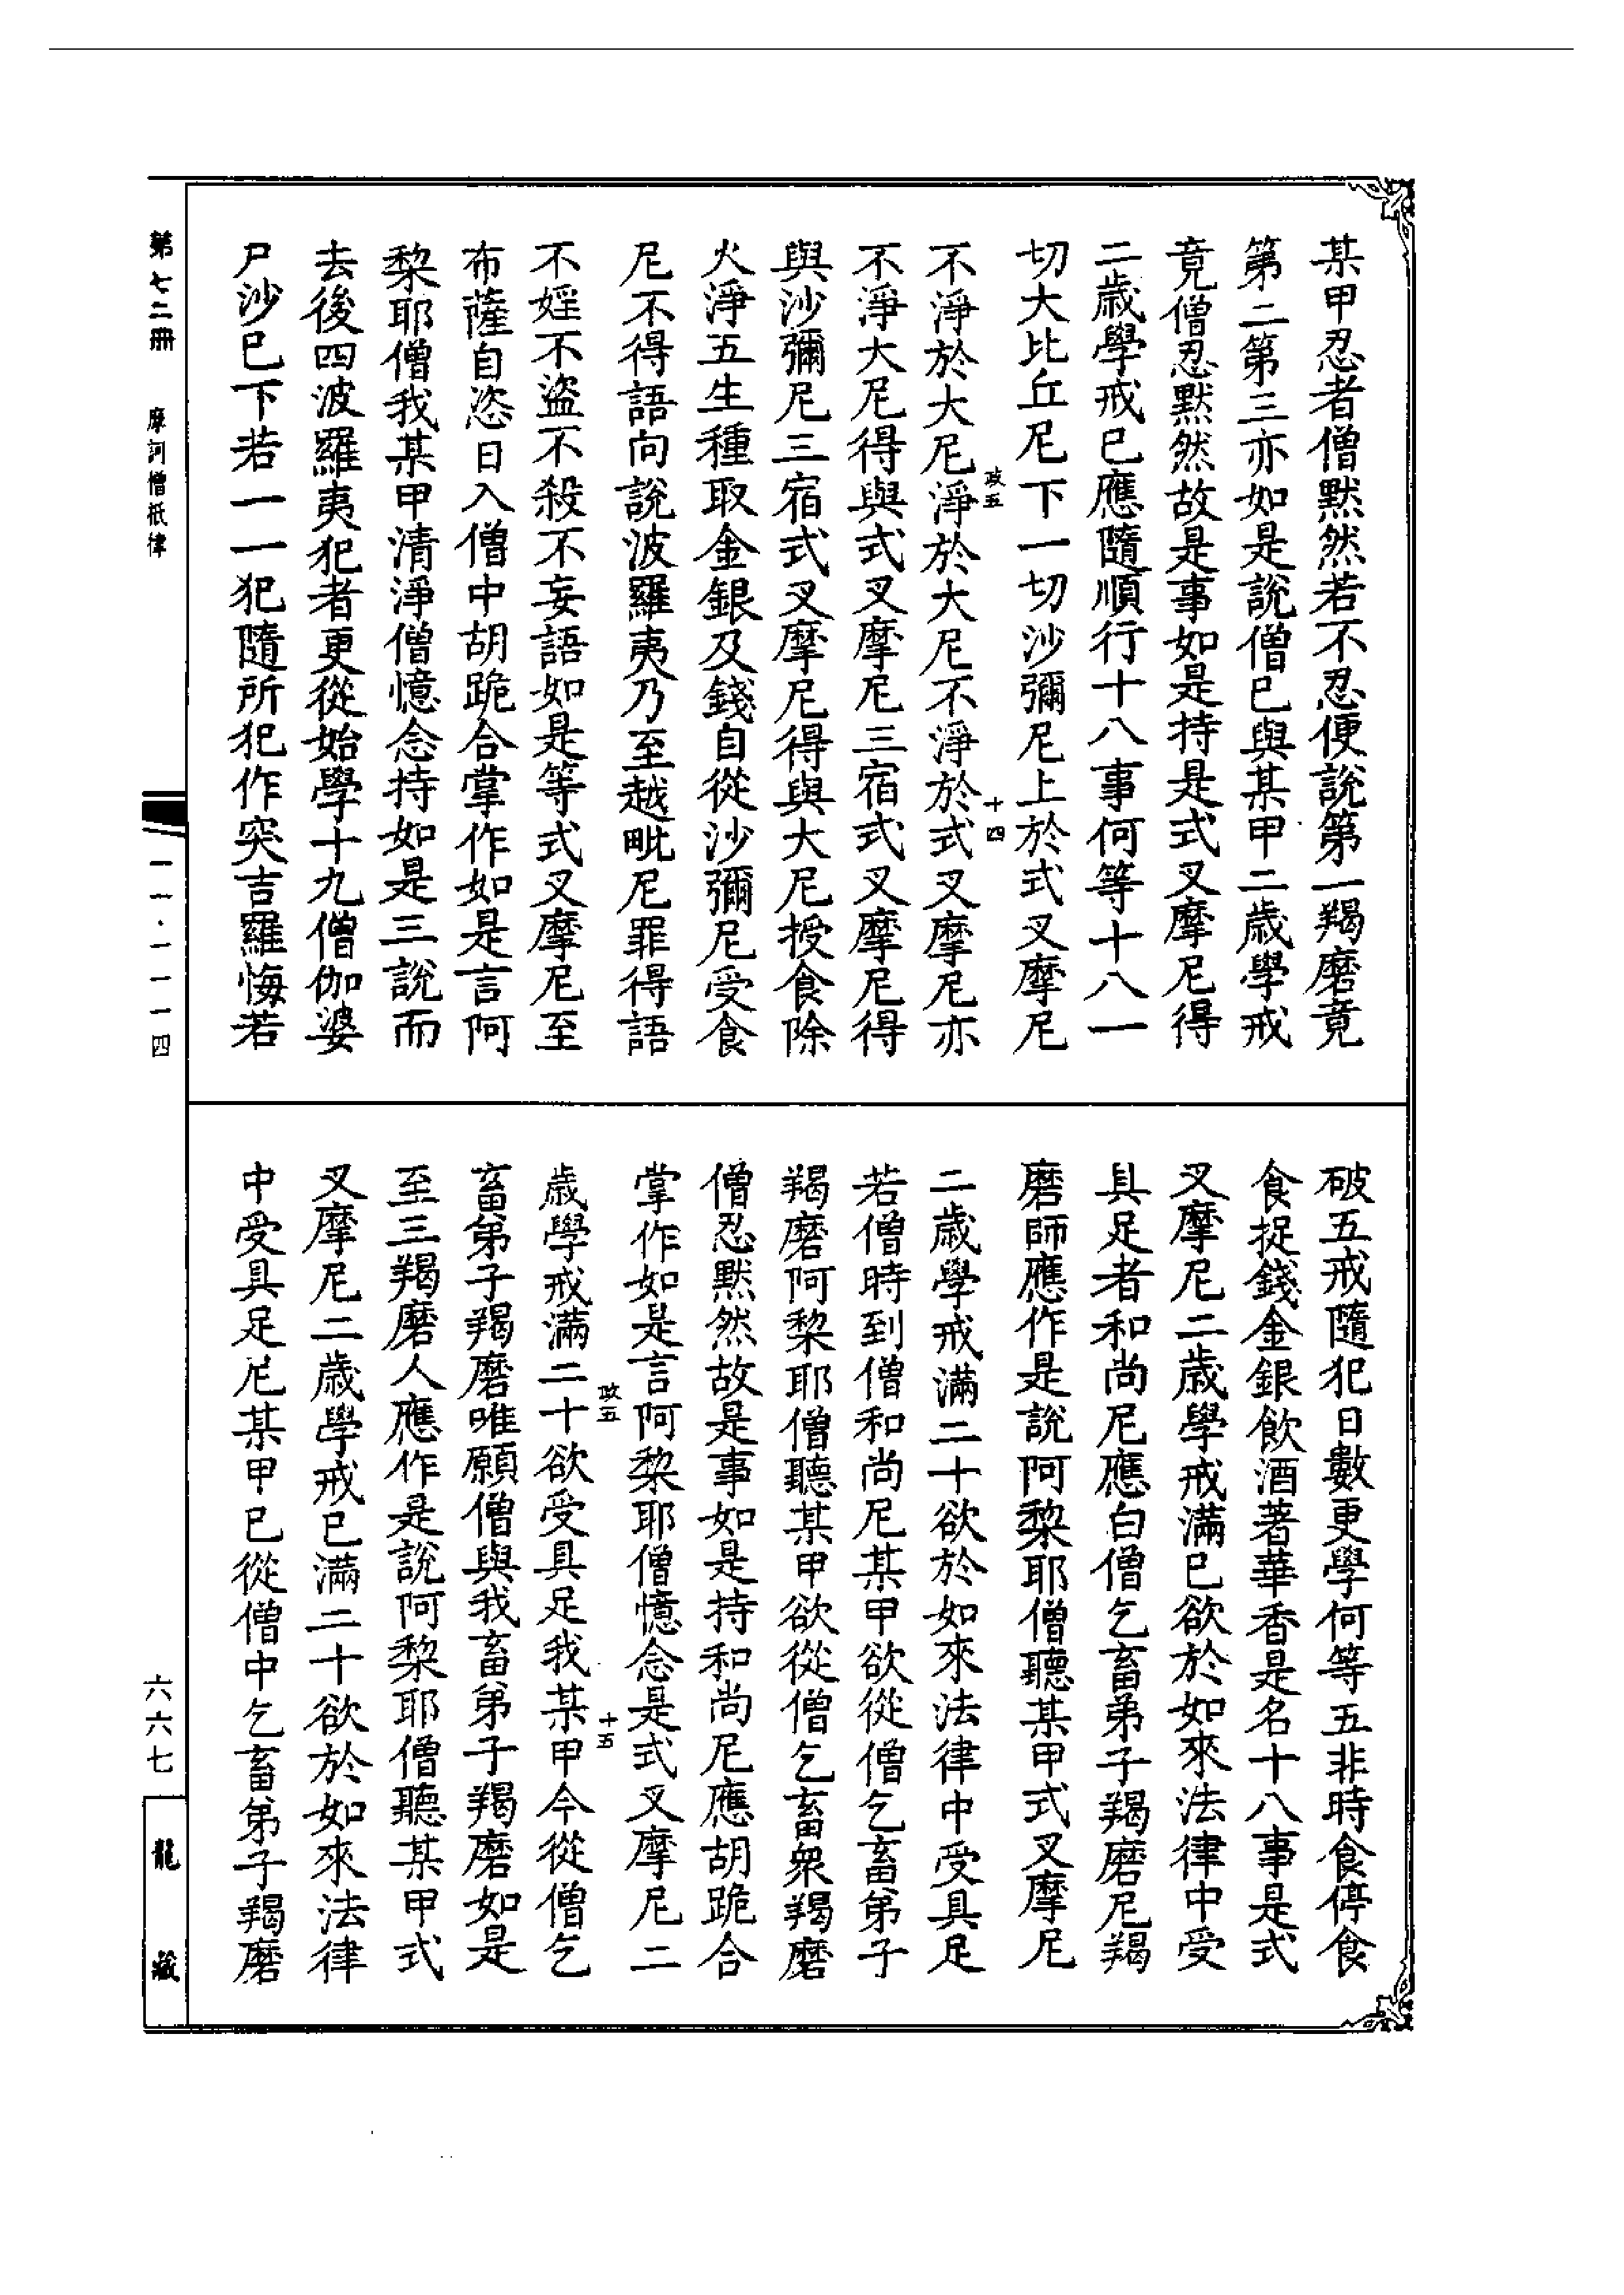 某甲忍者僧默然若不忍便說第一羯磨竟
第二第三亦如是說僧已與某甲二歲學戒
竟僧忍默然故是事如是持是式叉摩尼得
二歲學戒已應隨順行十八事何等十八一
切大比丘尼下一切沙彌尼上於式叉摩尼
不淨於大尼淨於大尼不淨於式叉摩尼亦
不淨大尼得與式叉摩尼三宿式叉摩尼得
與沙彌尼三宿式叉摩尼得與大尼授食除
火淨五生種取金銀及錢自從沙彌尼受食
尼不得語向說波羅夷乃至越毗尼罪得語
不婬不盜不殺不妄語如是等式叉摩尼至
布薩自恣日入僧中胡跪合掌作如是言阿
黎耶僧我某甲清淨僧憶念持如是三說而
去後四波羅夷犯者更從始學十九僧伽婆
尸沙已下若一一犯隨所犯作突吉羅悔若
政五
十四
破五戒隨犯日數更學何等五非時食停食
食捉錢金銀飲酒著華香是名十八事是式
叉摩尼二歲學戒滿已欲於如來法律中受
具足者和尚尼應白僧乞畜弟子羯磨尼羯
磨師應作是說阿黎耶僧聽某甲式叉摩尼
二歲學戒滿二十欲於如來法律中受具足
若僧時到僧和尚尼某甲欲從僧乞畜弟子
羯磨阿黎耶僧聽某甲欲從僧乞畜衆羯磨
僧忍默然故是事如是持和尚尼應胡跪合
掌作如是言阿黎耶僧憶念是式叉摩尼二
歲學戒滿二十欲受具足我某甲今從僧乞
畜弟子羯磨唯願僧與我畜弟子羯磨如是
至三羯磨人應作是說阿黎耶僧聽某甲式
叉摩尼二歲學戒已滿二十欲於如來法律
中受具足尼某甲已從僧中乞畜弟子羯磨
政五
十五
第七二冊 摩訶僧祇律
一一·一一一四
六六七
龍藏